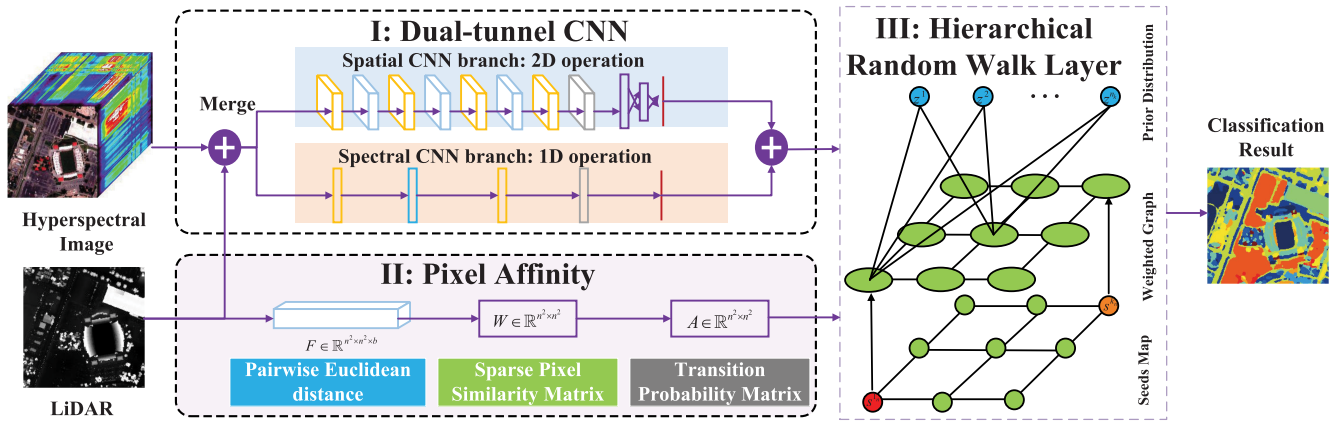 I: Dual-tunnel CNN
Spatial CNN branch: 2D operation
Merge
Spectral CNN branch: 1D operation
Hyperspectral
Image
LiDAR
II: Pixel Affinity
F ∈ ℝ^{n²×n²×b}
W ∈ ℝ^{n²×n²}
A ∈ ℝ^{n²×n²}
Pairwise Euclidean
distance
Sparse Pixel
Similarity Matrix
Transition
Probability Matrix
III: Hierarchical
Random Walk Layer
z¹
z²
· · ·
Prior Distribution
Weighted Graph
Seeds Map
Classification
Result